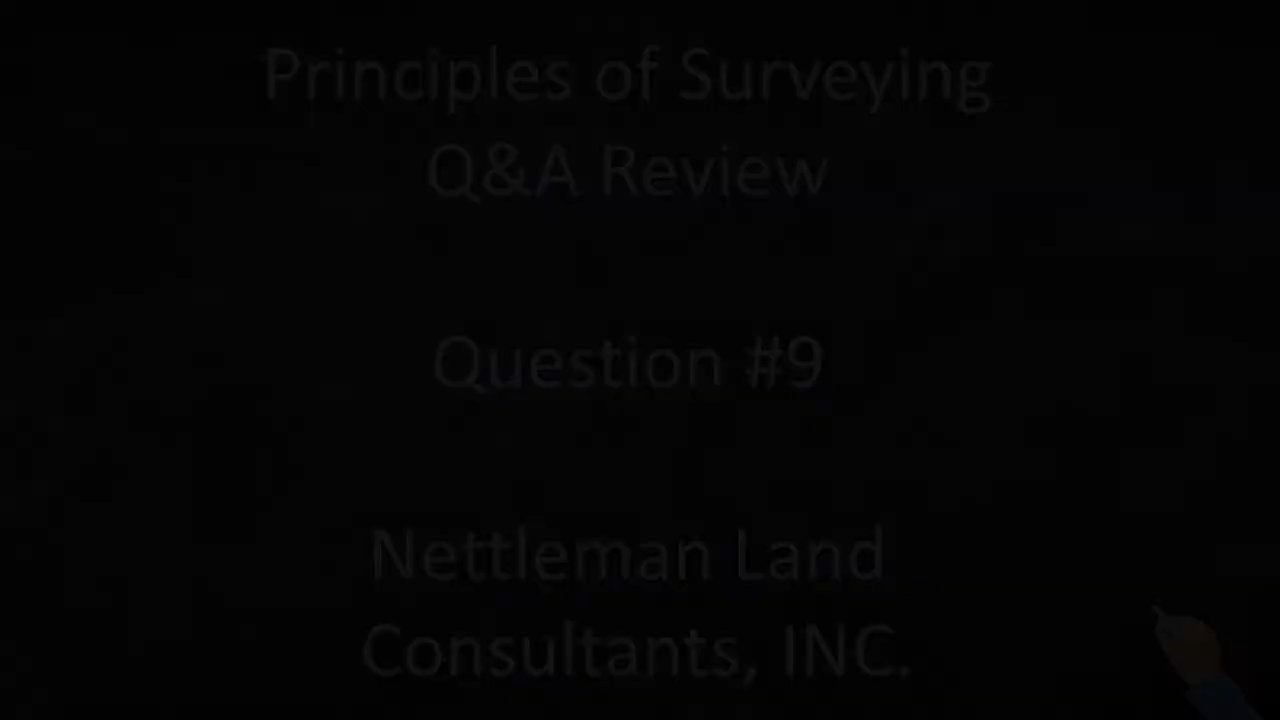 Principles of Surveying
Q&A Review
Question #9
Nettleman Land
Consultants, INC.